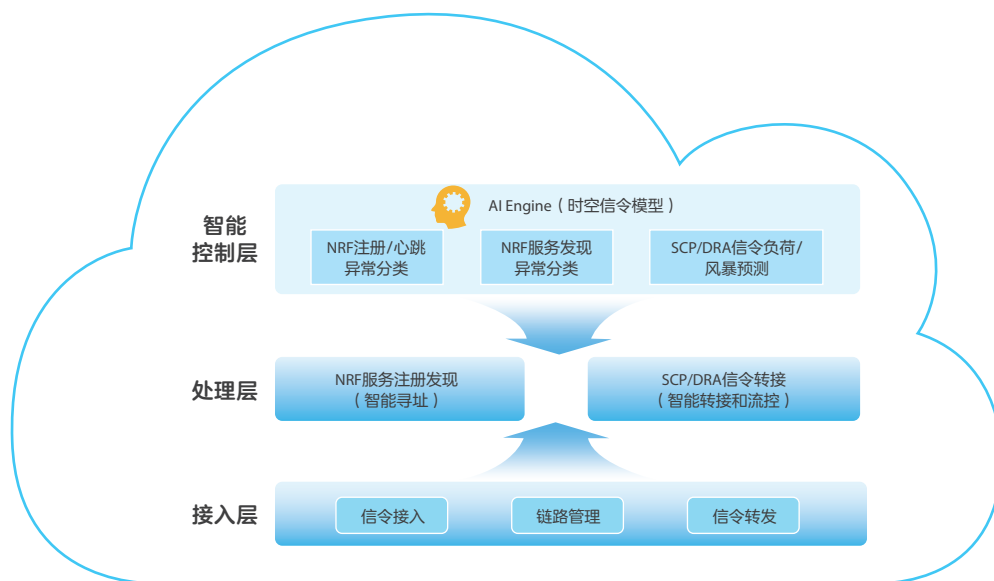 AI Engine（时空信令模型）
智能
控制层
NRF注册/心跳
异常分类
NRF服务发现
异常分类
SCP/DRA信令负荷/
风暴预测
处理层
NRF服务注册发现
（智能寻址）
SCP/DRA信令转接
（智能转接和流控）
接入层
信令接入
链路管理
信令转发